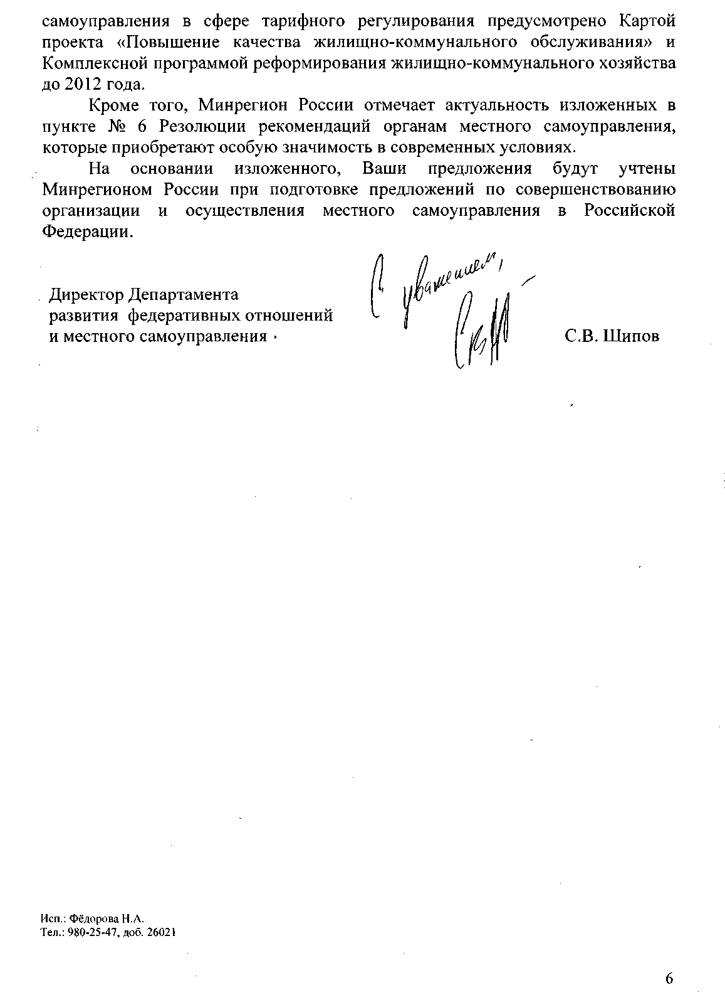 самоуправления в сфере тарифного регулирования предусмотрено Картой
проекта «Повышение качества жилищно-коммунального обслуживания» и
Комплексной программой реформирования жилищно-коммунального хозяйства
до 2012 года.
Кроме того, Минрегион России отмечает актуальность изложенных в
пункте № 6 Резолюции рекомендаций органам местного самоуправления,
которые приобретают особую значимость в современных условиях.
На основании изложенного, Ваши предложения будут учтены
Минрегионом России при подготовке предложений по совершенствованию
организации и осуществления местного самоуправления в Российской
Федерации.
С уважением,
Директор Департамента
развития федеративных отношений
и местного самоуправления
С.В. Шипов
Исп.: Фёдорова Н.А.
Тел.: 980-25-47, доб. 26021
6